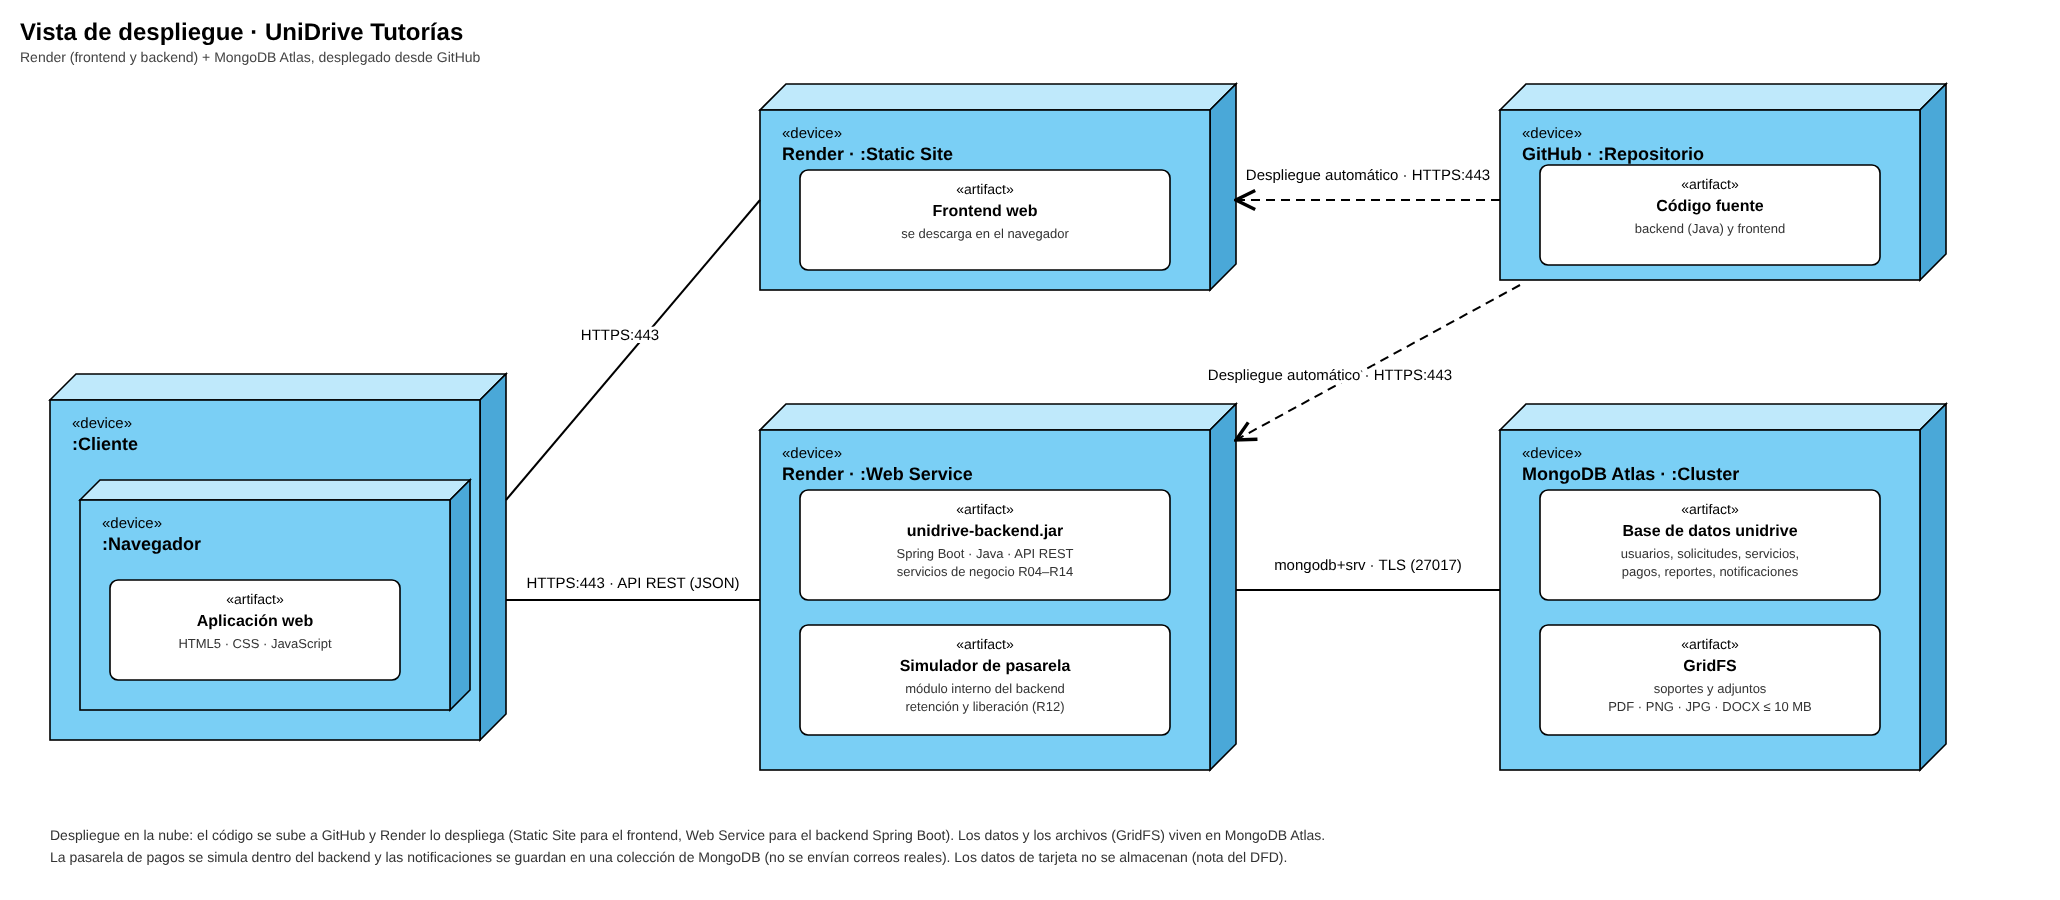 Vista de despliegue · UniDrive Tutorías
Render (frontend y backend) + MongoDB Atlas, desplegado desde GitHub
«device»
Render · :Static Site
«artifact»
Frontend web
se descarga en el navegador
Despliegue automático · HTTPS:443
«device»
GitHub · :Repositorio
«artifact»
Código fuente
backend (Java) y frontend
HTTPS:443
Despliegue automático · HTTPS:443
«device»
:Cliente
«device»
:Navegador
«artifact»
Aplicación web
HTML5 · CSS · JavaScript
HTTPS:443 · API REST (JSON)
«device»
Render · :Web Service
«artifact»
unidrive-backend.jar
Spring Boot · Java · API REST
servicios de negocio R04–R14
«artifact»
Simulador de pasarela
módulo interno del backend
retención y liberación (R12)
mongodb+srv · TLS (27017)
«device»
MongoDB Atlas · :Cluster
«artifact»
Base de datos unidrive
usuarios, solicitudes, servicios,
pagos, reportes, notificaciones
«artifact»
GridFS
soportes y adjuntos
PDF · PNG · JPG · DOCX ≤ 10 MB
Despliegue en la nube: el código se sube a GitHub y Render lo despliega (Static Site para el frontend, Web Service para el backend Spring Boot). Los datos y los archivos (GridFS) viven en MongoDB Atlas.
La pasarela de pagos se simula dentro del backend y las notificaciones se guardan en una colección de MongoDB (no se envían correos reales). Los datos de tarjeta no se almacenan (nota del DFD).